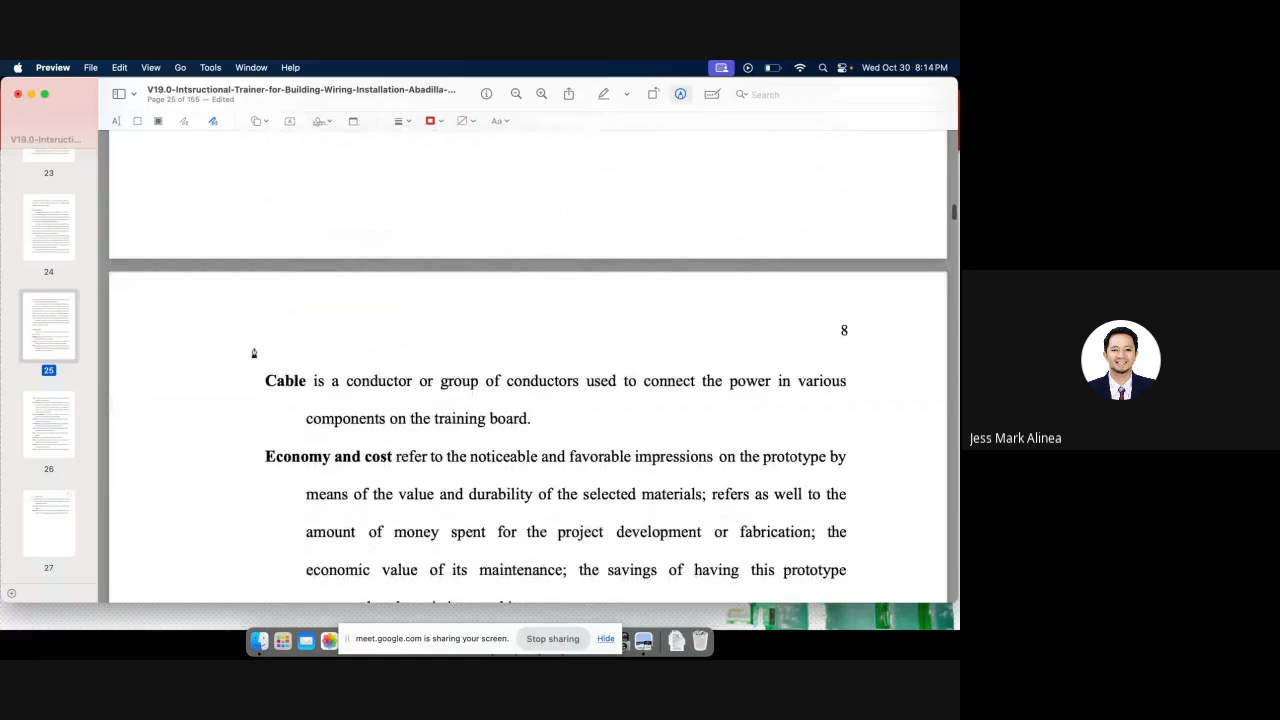 Preview File Edit View Go Tools Window Help Wed Oct 30 8:14 PM
V19.0-Intsructional-Trainer-for-Building-Wiring-Installation-Abadilla-...
Page 25 of 165 — Edited
Search
Aa
V19.0-Intsructi...
23
24
25
26
27
8
Cable is a conductor or group of conductors used to connect the power in various
components on the training board.
Economy and cost refer to the noticeable and favorable impressions on the prototype by
means of the value and durability of the selected materials; refers as well to the
amount of money spent for the project development or fabrication; the
economic value of its maintenance; the savings of having this prototype
meet.google.com is sharing your screen. Stop sharing Hide
Jess Mark Alinea